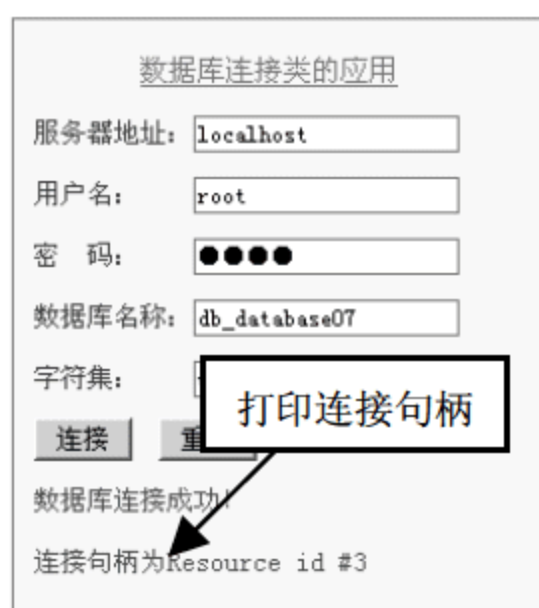 数据库连接类的应用
服务器地址： localhost
用户名： root
密 码： ●●●●
数据库名称： db_database07
字符集：
打印连接句柄
连接
数据库连接成功!
连接句柄为Resource id #3